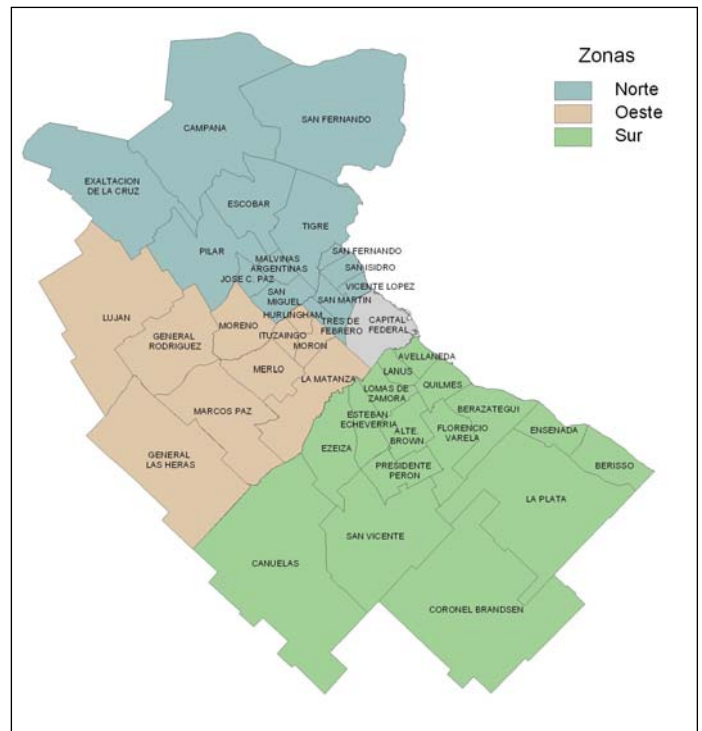 Zonas
Norte
Oeste
Sur
CAMPANA
SAN FERNANDO
EXALTACION
DE LA CRUZ
ESCOBAR
TIGRE
PILAR
SAN FERNANDO
MALVINAS
ARGENTINAS
SAN ISIDRO
JOSE C. PAZ
VICENTE LOPEZ
SAN
MIGUEL
SAN MARTIN
HURLINGHAM
TRES DE
FEBRERO
CAPITAL
FEDERAL
LUJAN
MORENO
GENERAL
RODRIGUEZ
ITUZAINGO
MORON
MERLO
LA MATANZA
AVELLANEDA
LANUS
LOMAS DE
ZAMORA
QUILMES
MARCOS PAZ
ESTEBAN
ECHEVERRIA
BERAZATEGUI
ALTE.
BROWN
FLORENCIO
VARELA
ENSENADA
EZEIZA
GENERAL
LAS HERAS
PRESIDENTE
PERON
BERISSO
LA PLATA
SAN VICENTE
CANUELAS
CORONEL BRANDSEN